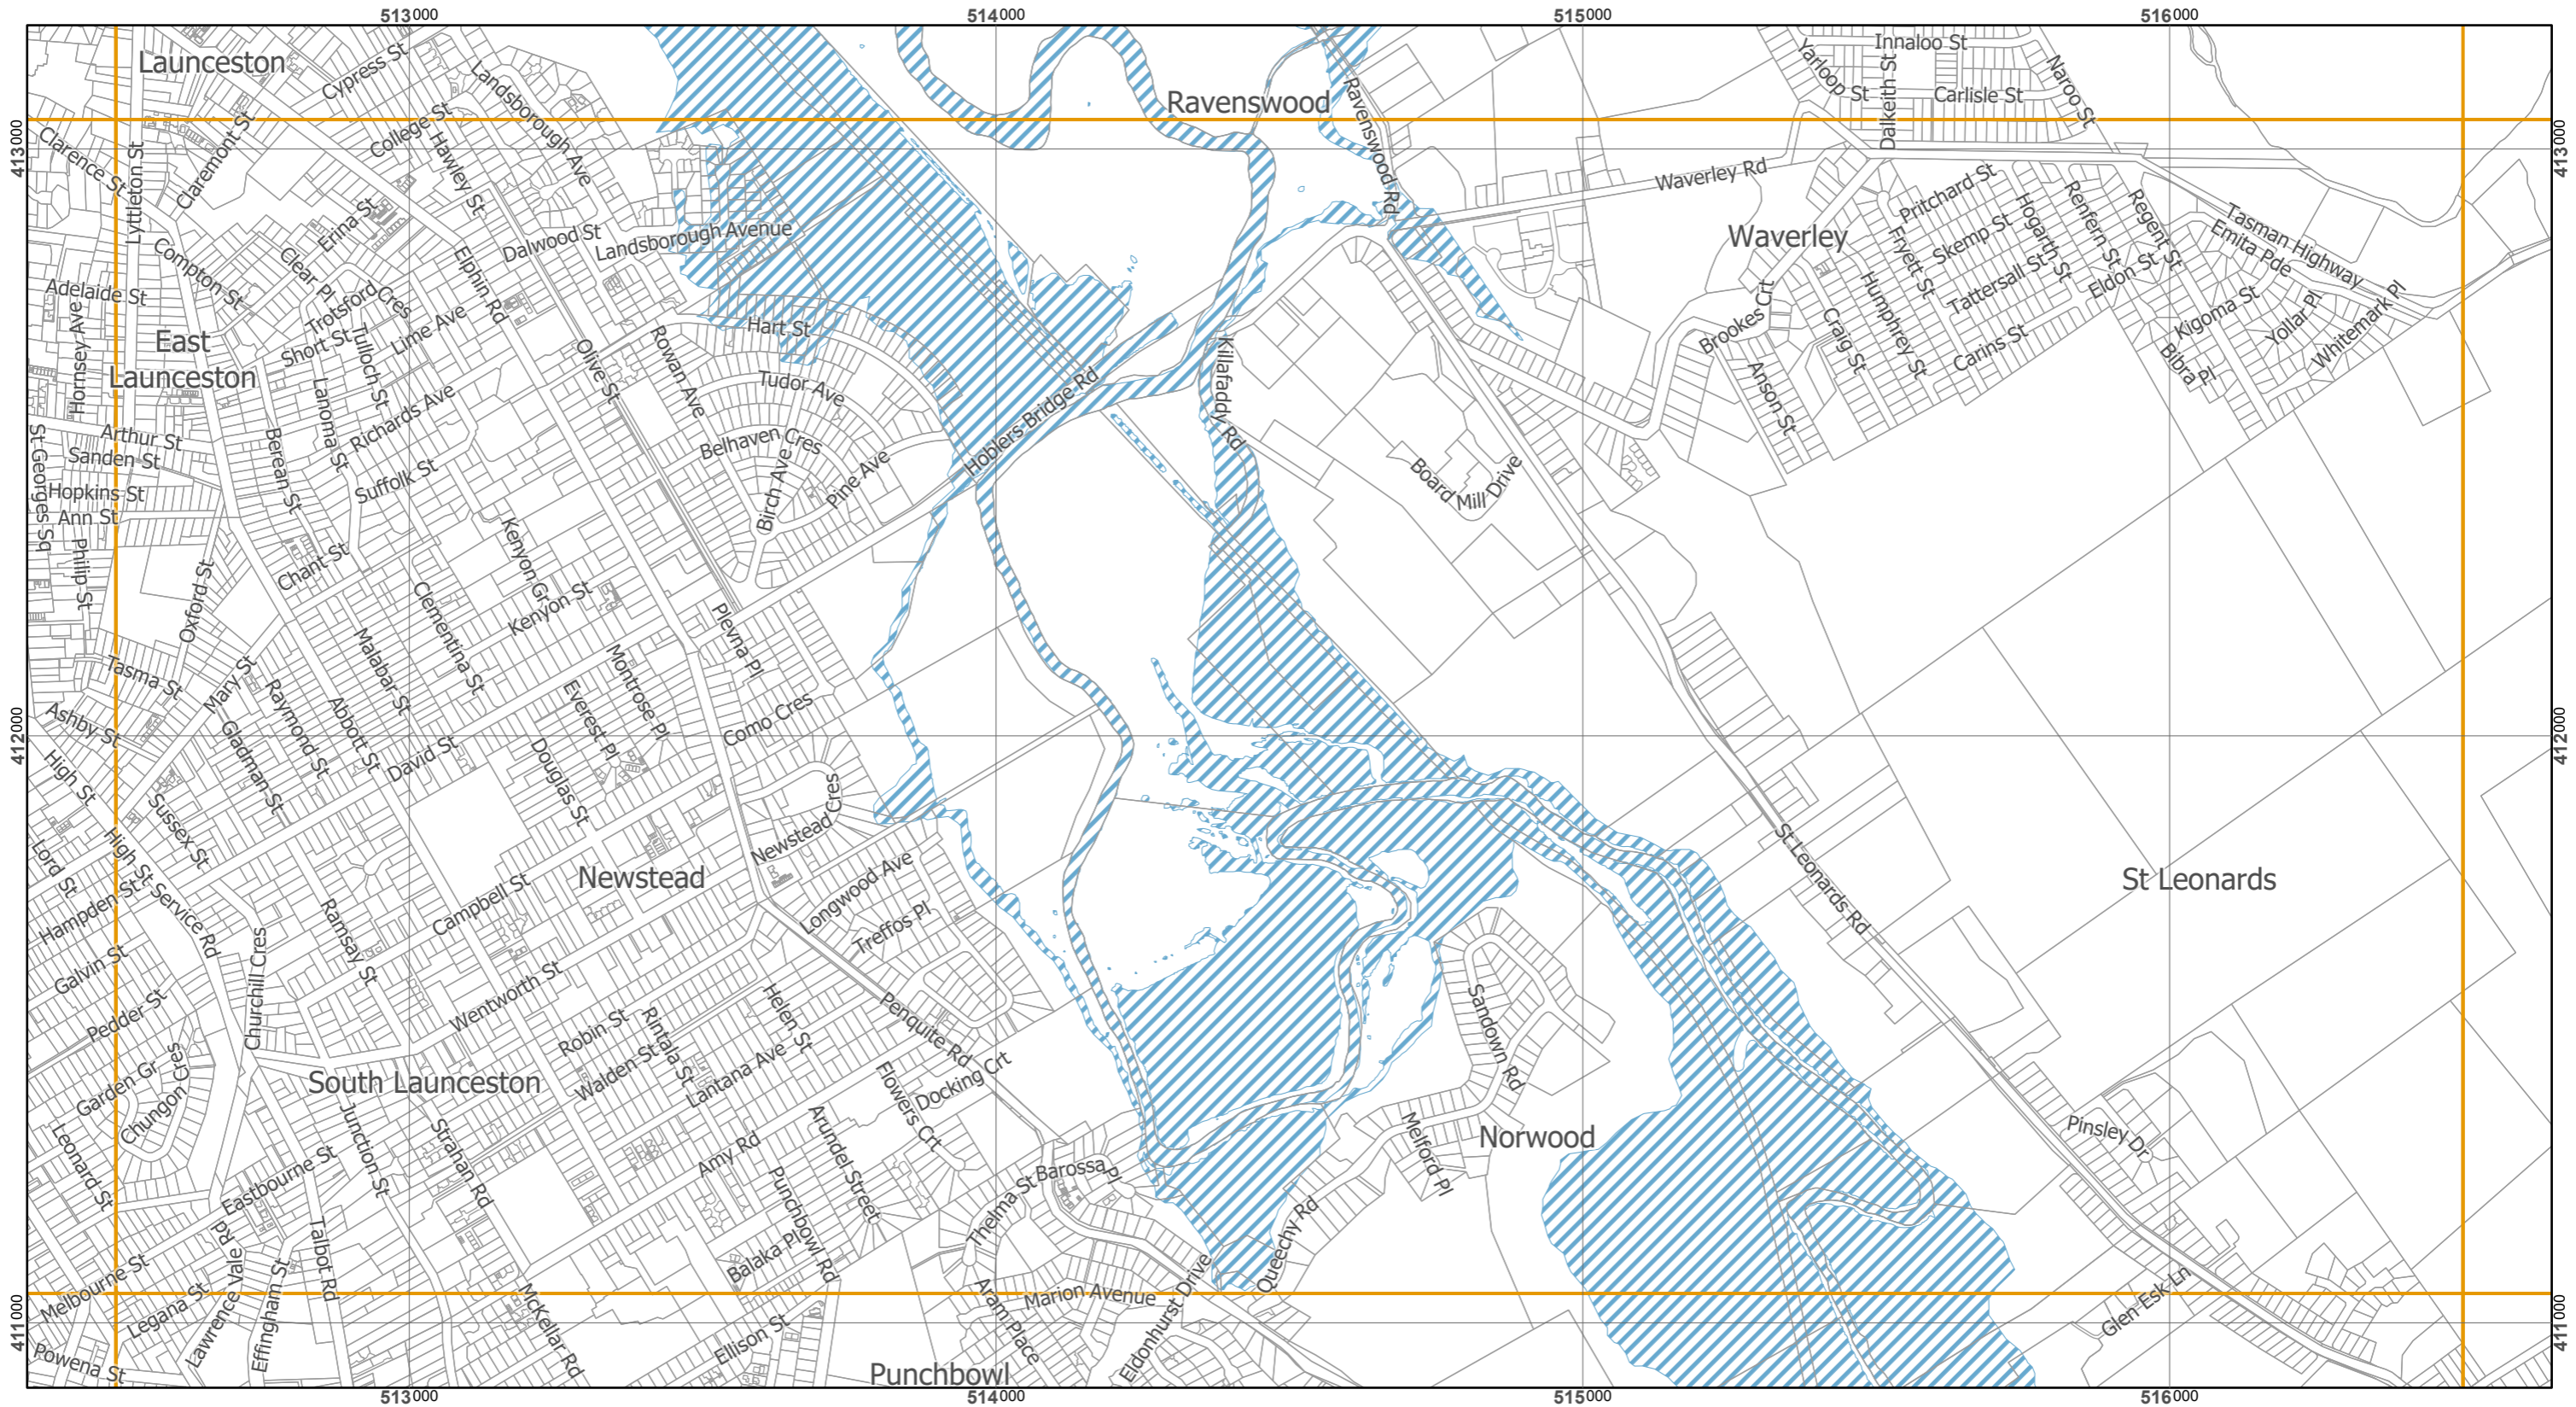 513000
514000
515000
516000
413000
412000
411000
413000
412000
411000
Launceston
Cypress St
Landsborough Ave
Ravenswood
Ravenswood Rd
Yarloop St
Innaloo St
Dalkeith St
Carlisle St
Naroo St
Clarence St
Lyttleton St
Claremont St
College St
Hawley St
Erina St
Clear Pl
Compton St
Elphin Rd
Dalwood St
Landsborough Avenue
Waverley Rd
Waverley
Pritchard St
Fryett St
Skemp St
Hogarth St
Renfern St
Regent St
Tasman Highway
Emita Pde
Tattersall St
Eldon St
Humphrey St
Kigoma St
Yollar Pl
Whitemark Pl
Bibra Pl
Carins St
Craig St
Brookes Crt
Anson St
Adelaide St
Hornsey Ave
East
Launceston
Trotsford Cres
Short St
Tulloch St
Lime Ave
Lanoma St
Richards Ave
Olive St
Rowan Ave
Hart St
Tudor Ave
Belhaven Cres
Birch Ave
Pine Ave
Hoblers Bridge Rd
Killafaddy Rd
Board Mill Drive
Arthur St
Sanden St
Hopkins St
Ann St
St Georges Sq
Philip St
Berean St
Suffolk St
Chant St
Oxford St
Kenyon Gr
Kenyon St
Clementina St
Malabar St
Plevna Pl
Montrose Pl
Everest Pl
Como Cres
Tasma St
Mary St
Raymond St
Abbott St
Gladman St
David St
Douglas St
Ashby St
High St
Sussex St
Lord St
High St Service Rd
Hampden St
Newstead
Newstead Cres
Longwood Ave
Treffos Pl
Campbell St
Ramsay St
Churchill Cres
Galvin St
Pedder St
Wentworth St
Robin St
Rintala St
Helen St
Walden St
Lantana Ave
Penquite Rd
Docking Crt
Flowers Crt
St Leonards Rd
St Leonards
Sandown Rd
Norwood
Melford Pl
Pinsley Dr
Garden Gr
Chungon Cres
South Launceston
Leonard St
Junction St
Strahan Rd
Eastbourne St
Amy Rd
Arundel Street
Punchbowl Rd
Balaka Pl
Thelma St
Barossa Pl
Queechy Rd
Melbourne St
Legana St
Lawrence Vale Rd
Effingham St
Talbot Rd
McKellar Rd
Ellison St
Aram Place
Marion Avenue
Eldonhurst Drive
Glen Esk Ln
Powena St
Punchbowl
513000
514000
515000
516000